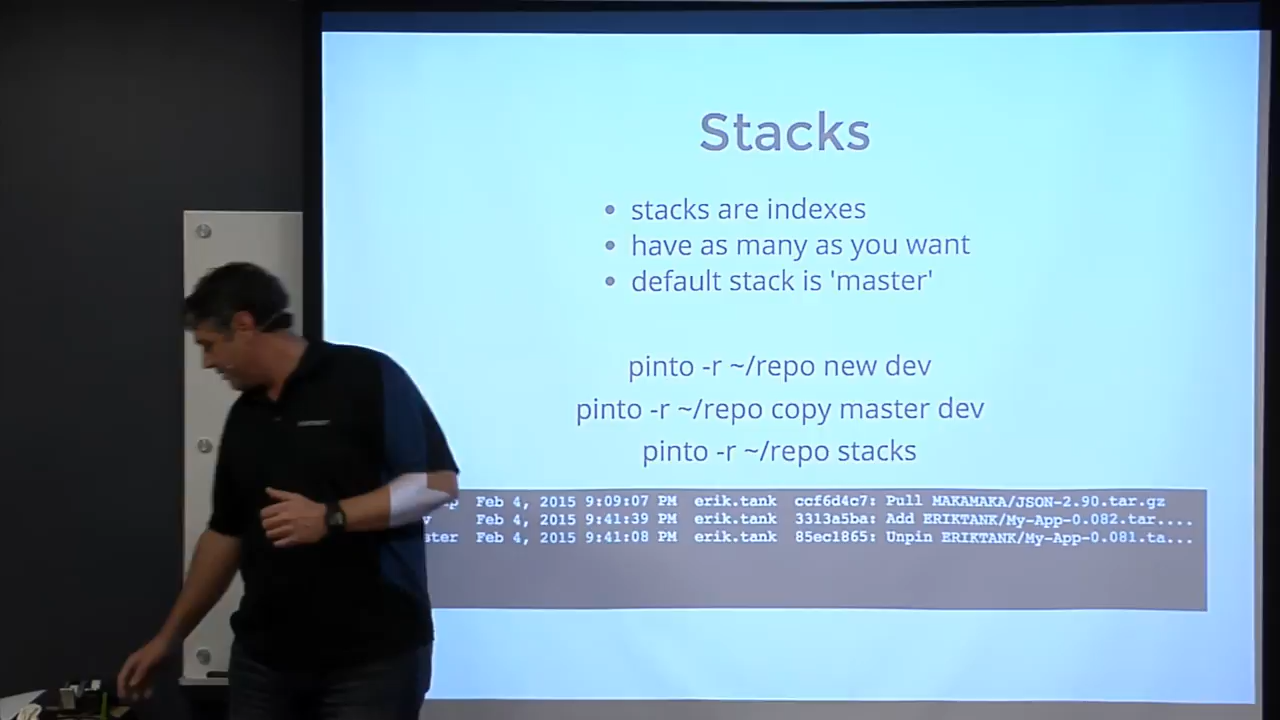 Stacks
• stacks are indexes
• have as many as you want
• default stack is 'master'
pinto -r ~/repo new dev
pinto -r ~/repo copy master dev
pinto -r ~/repo stacks
Feb 4, 2015 9:09:07 PM erik.tank ccf6d4c7: Pull MAKAMAKA/JSON-2.90.tar.gz
Feb 4, 2015 9:41:39 PM erik.tank 3313a5ba: Add ERIKTANK/My-App-0.082.tar....
ster Feb 4, 2015 9:41:08 PM erik.tank 85ec1865: Unpin ERIKTANK/My-App-0.081.ta...